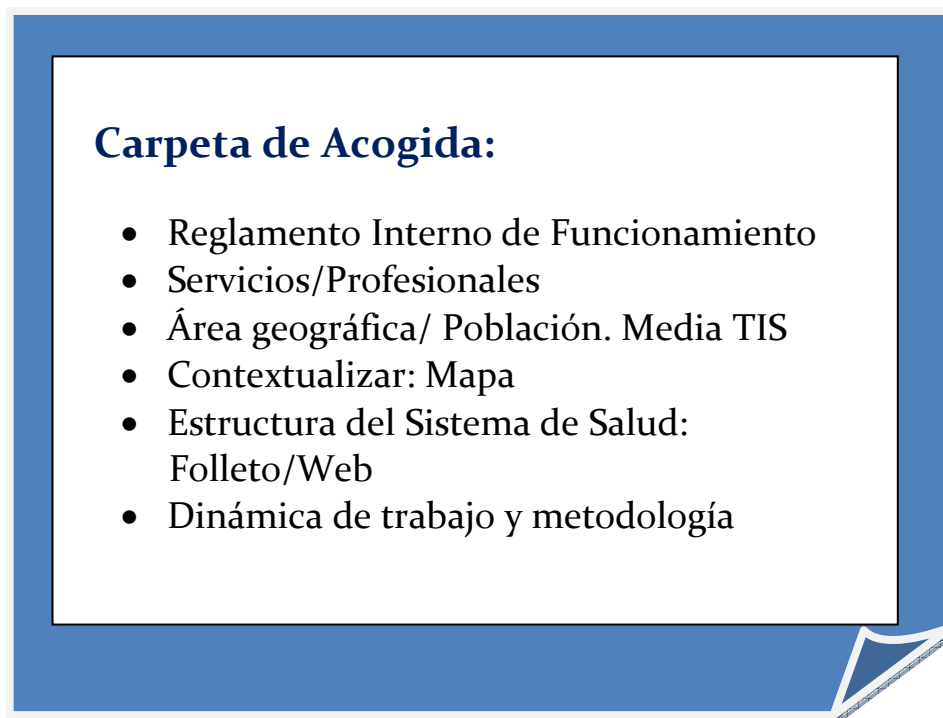 Carpeta de Acogida:
• Reglamento Interno de Funcionamiento
• Servicios/Profesionales
• Área geográfica/ Población. Media TIS
• Contextualizar: Mapa
• Estructura del Sistema de Salud:
Folleto/Web
• Dinámica de trabajo y metodología